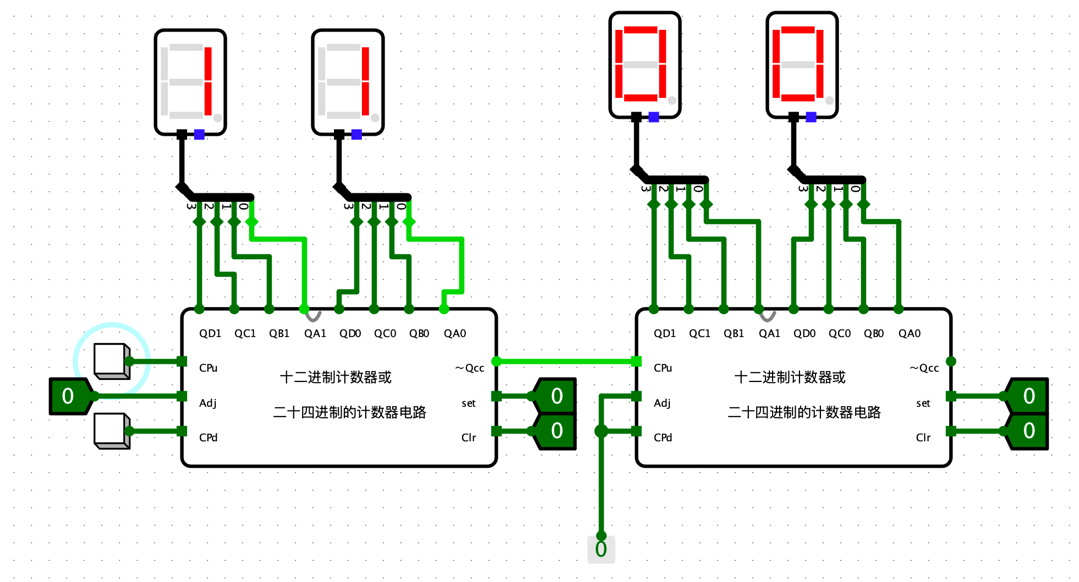 1 1 0 0
3 2 1 0 3 2 1 0 3 2 1 0 3 2 1 0
QD1 QC1 QB1 QA1 QD0 QC0 QB0 QA0
CPu 十二进制计数器或 ~Qcc
0 Adj 二十四进制的计数器电路 set 0
CPd Clr 0
QD1 QC1 QB1 QA1 QD0 QC0 QB0 QA0
CPu 十二进制计数器或 ~Qcc
Adj 二十四进制的计数器电路 set 0
CPd Clr 0
0